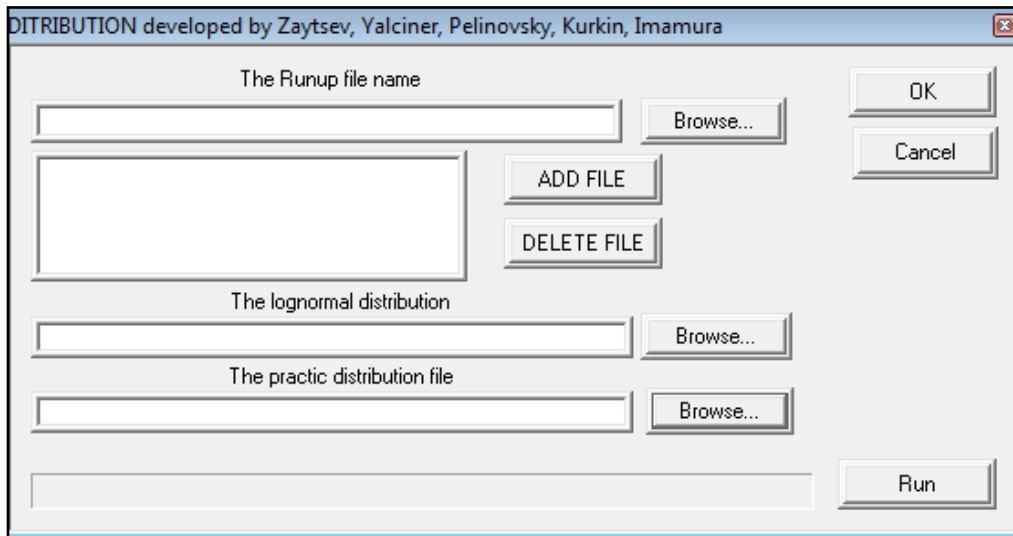 DITRIBUTION developed by Zaytsev, Yalciner, Pelinovsky, Kurkin, Imamura
The Runup file name
OK
Browse...
Cancel
ADD FILE
DELETE FILE
The lognormal distribution
Browse...
The practic distribution file
Browse...
Run